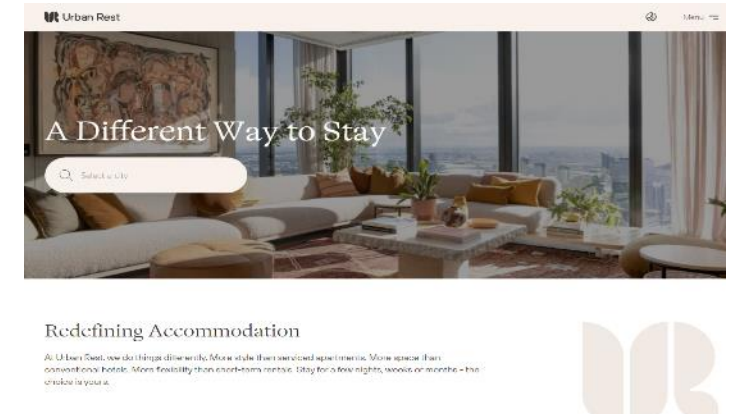 Urban Rest
Menu
A Different Way to Stay
Select a city
Redefining Accommodation
At Urban Rest, we do things differently. More style than serviced apartments. More space than
conventional hotels. More flexibility than short-term rentals. Stay for a few nights, weeks or months – the
choice is yours.